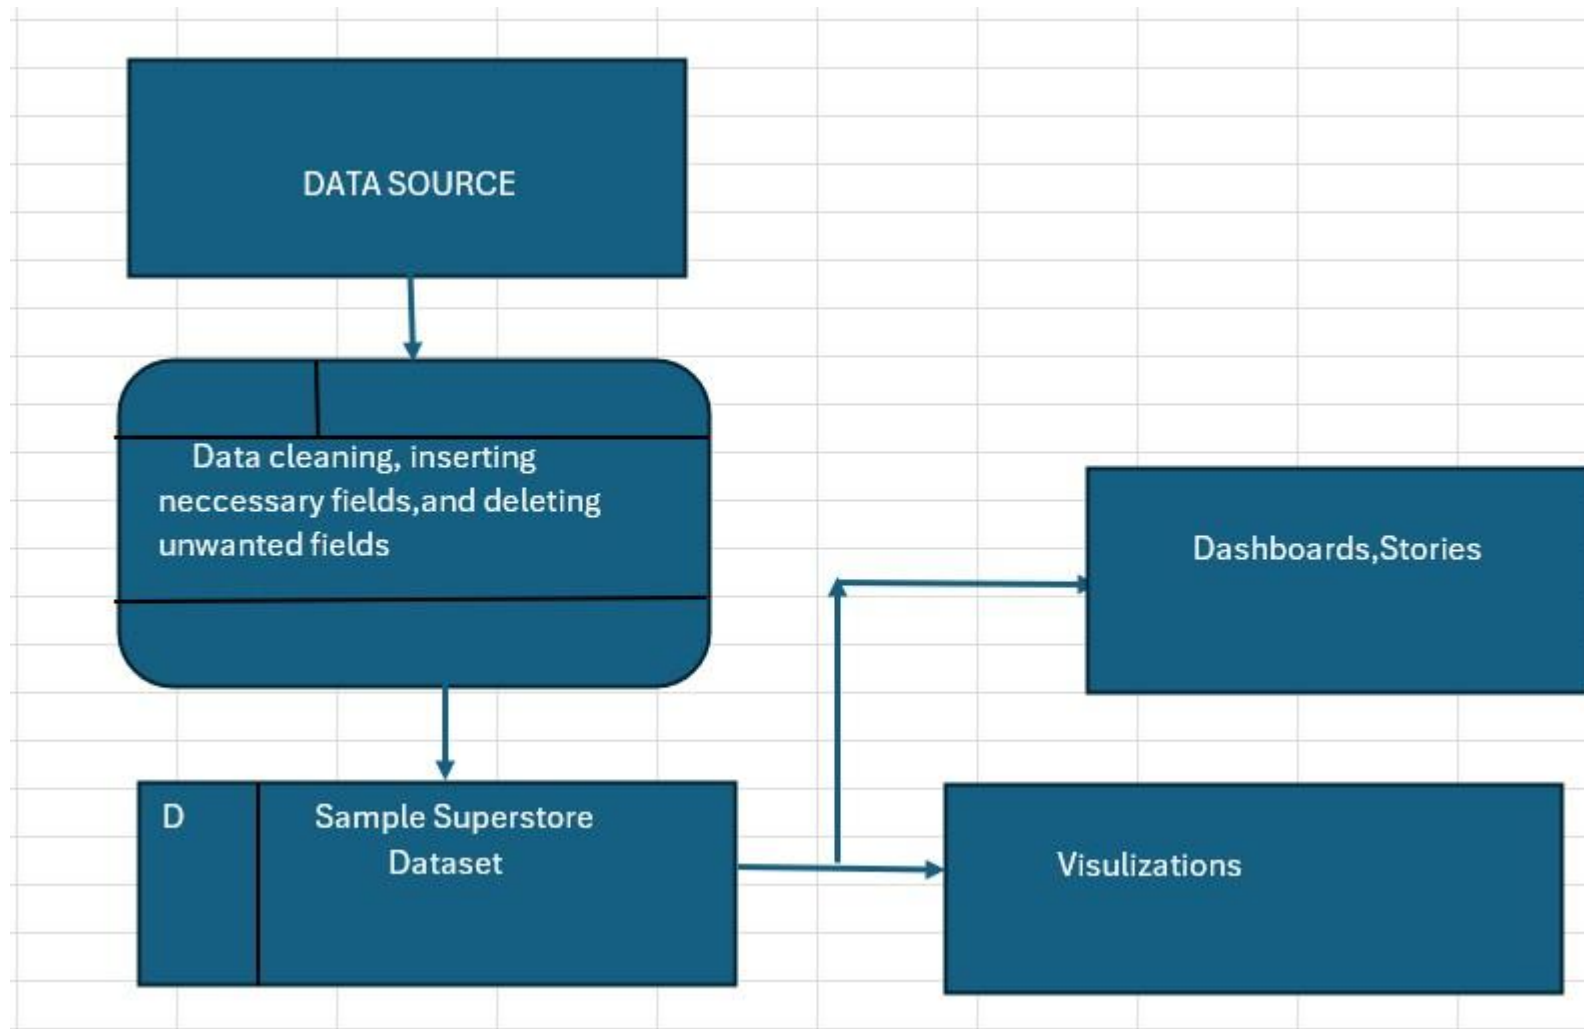 DATA SOURCE
Data cleaning, inserting
neccessary fields,and deleting
unwanted fields
Dashboards,Stories
D
Sample Superstore
Dataset
Visulizations